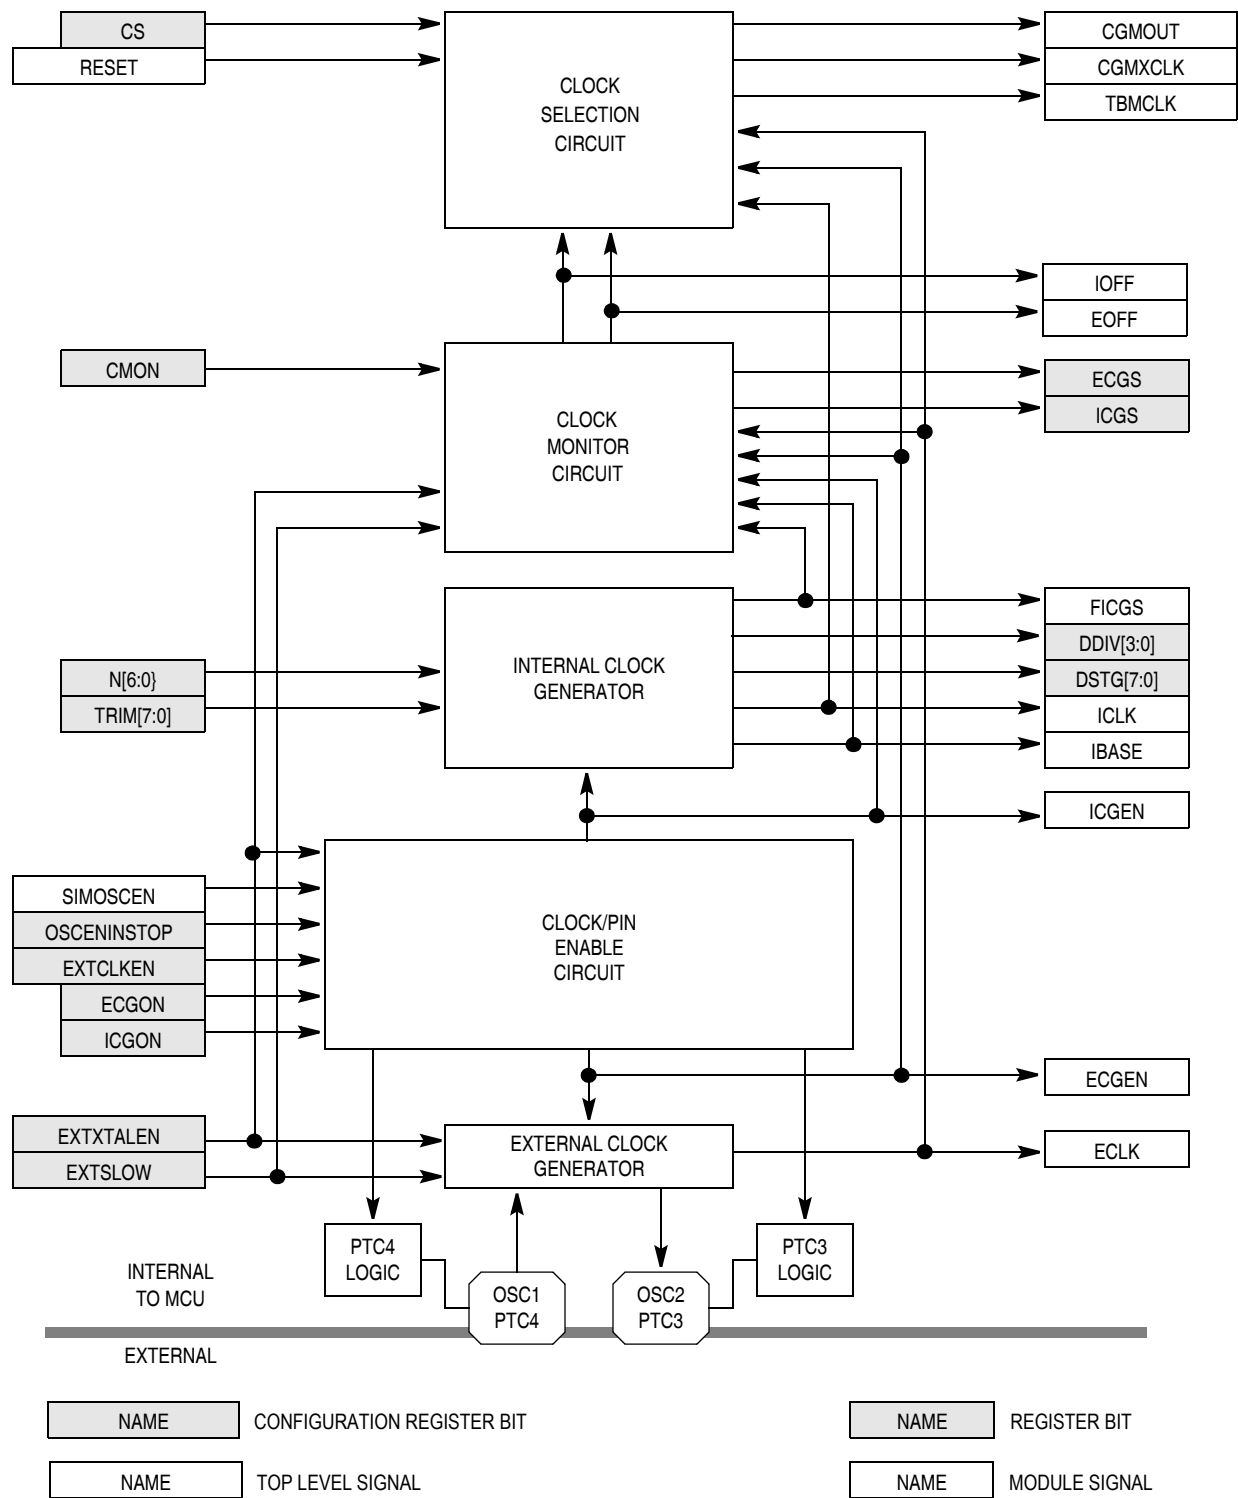 CS
RESET
CLOCK
SELECTION
CIRCUIT
CGMOUT
CGMXCLK
TBMCLK
IOFF
EOFF
CMON
CLOCK
MONITOR
CIRCUIT
ECGS
ICGS
N[6:0}
TRIM[7:0]
INTERNAL CLOCK
GENERATOR
FICGS
DDIV[3:0]
DSTG[7:0]
ICLK
IBASE
ICGEN
SIMOSCEN
OSCENINSTOP
EXTCLKEN
ECGON
ICGON
CLOCK/PIN
ENABLE
CIRCUIT
ECGEN
EXTXTALEN
EXTSLOW
EXTERNAL CLOCK
GENERATOR
ECLK
PTC4
LOGIC
OSC1
PTC4
OSC2
PTC3
PTC3
LOGIC
INTERNAL
TO MCU
EXTERNAL
NAME CONFIGURATION REGISTER BIT
NAME REGISTER BIT
NAME TOP LEVEL SIGNAL
NAME MODULE SIGNAL